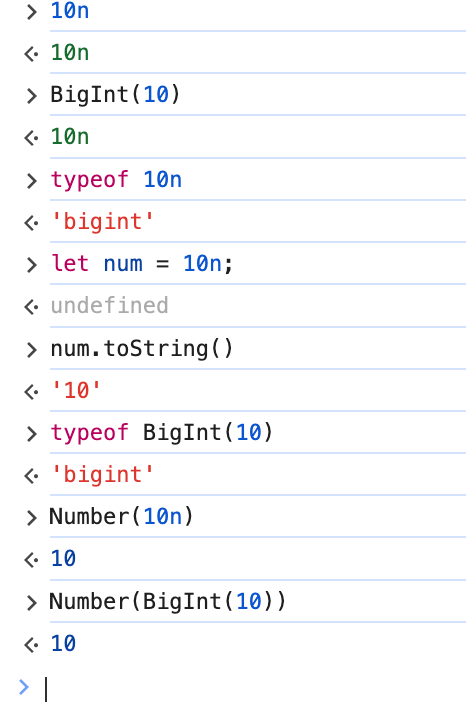 > 10n
<· 10n
> BigInt(10)
<· 10n
> typeof 10n
<· 'bigint'
> let num = 10n;
<· undefined
> num.toString()
<· '10'
> typeof BigInt(10)
<· 'bigint'
> Number(10n)
<· 10
> Number(BigInt(10))
<· 10
>